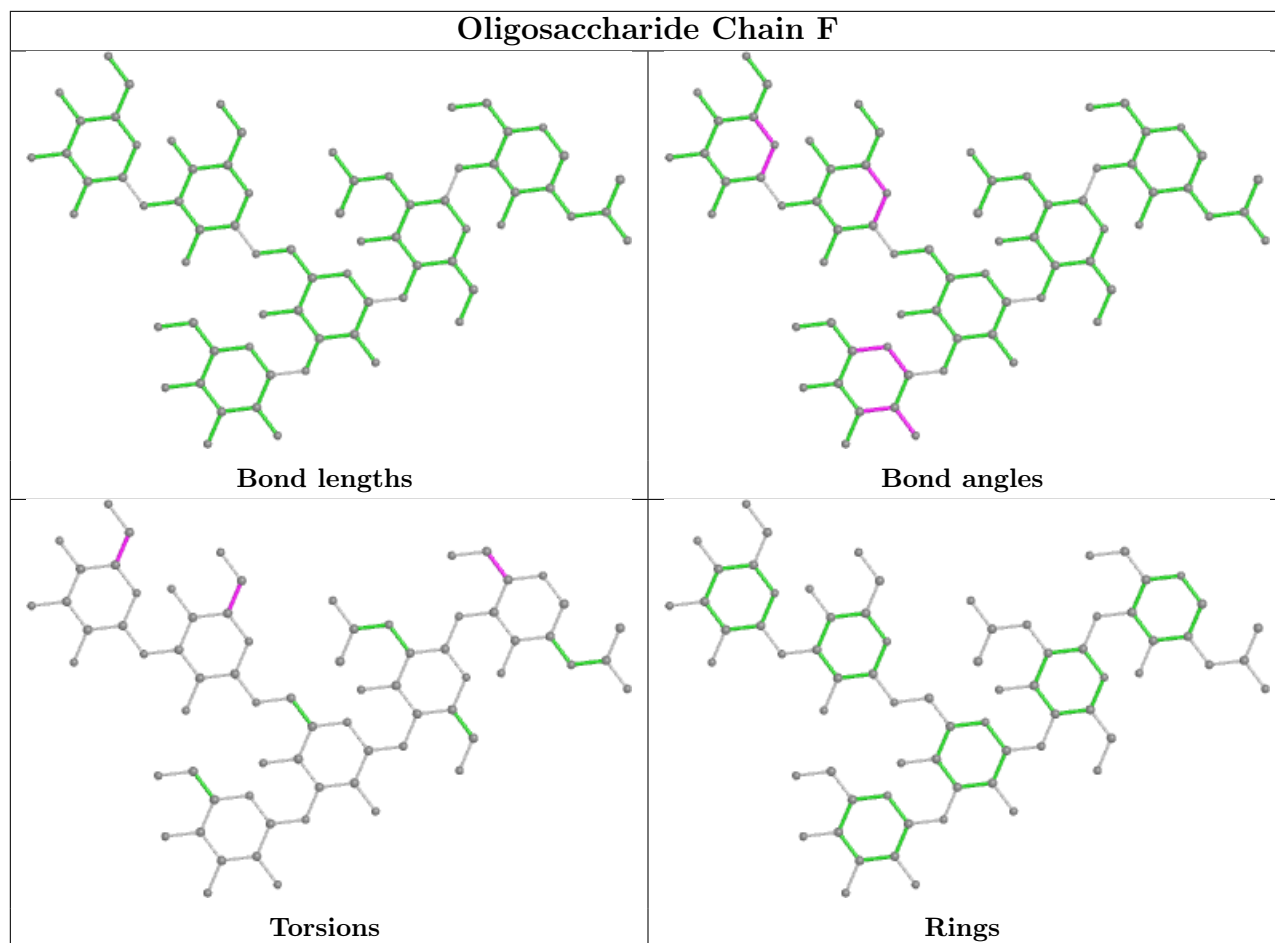 Oligosaccharide Chain F
Bond lengths
Bond angles
Torsions
Rings